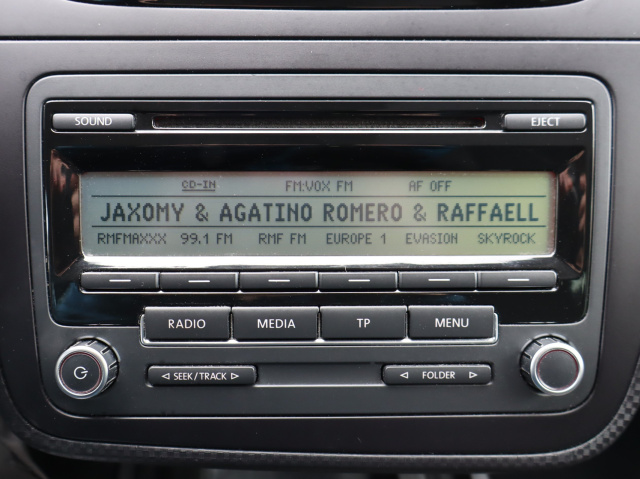 SOUND EJECT
CD-IN FM:VOX FM AF OFF
JAXOMY & AGATINO ROMERO & RAFFAELL
RMFMAXXX 99.1 FM RMF FM EUROPE 1 EVASION SKYROCK
RADIO MEDIA TP MENU
◁ SEEK/TRACK ▷ ◁ FOLDER ▷